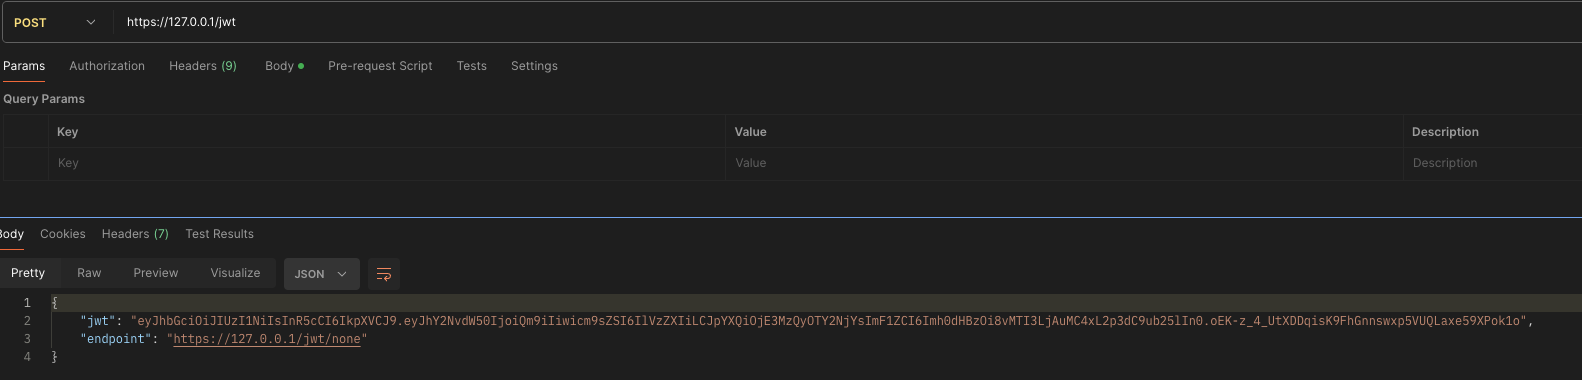 POST https://127.0.0.1/jwt
Params Authorization Headers (9) Body Pre-request Script Tests Settings
Query Params
Key Value Description
Key Value Description
Body Cookies Headers (7) Test Results
Pretty Raw Preview Visualize JSON
1 {
2 "jwt": "eyJhbGciOiJIUzI1NiIsInR5cCI6IkpXVCJ9.eyJhY2NvdW50IjoiQm9iIiwicm9sZSI6IlVzZXIiLCJpYXQiOjE3MzQyOTY2NjYsImF1ZCI6Imh0dHBzOi8vMTI3LjAuMC4xL2p3dC9ub25lIn0.oEK-z_4_UtXDDqisK9FhGnnswxp5VUQLaxe59XPok1o",
3 "endpoint": "https://127.0.0.1/jwt/none"
4 }